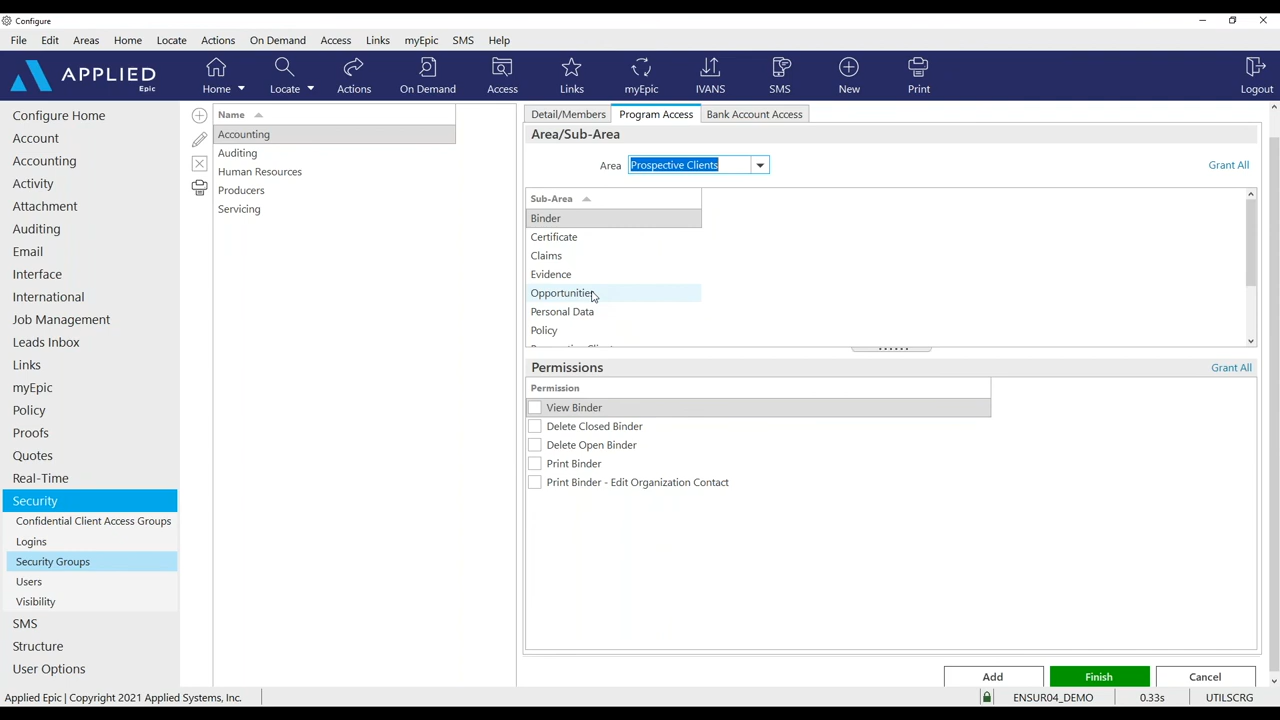 Configure
File Edit Areas Home Locate Actions On Demand Access Links myEpic SMS Help
APPLIED
Epic
Home Locate Actions On Demand Access Links myEpic IVANS SMS New Print Logout
Configure Home
Account
Accounting
Activity
Attachment
Auditing
Email
Interface
International
Job Management
Leads Inbox
Links
myEpic
Policy
Proofs
Quotes
Real-Time
Security
Confidential Client Access Groups
Logins
Security Groups
Users
Visibility
SMS
Structure
User Options
Name
Accounting
Auditing
Human Resources
Producers
Servicing
Detail/Members Program Access Bank Account Access
Area/Sub-Area
Area Prospective Clients Grant All
Sub-Area
Binder
Certificate
Claims
Evidence
Opportunities
Personal Data
Policy
Permissions Grant All
Permission
View Binder
Delete Closed Binder
Delete Open Binder
Print Binder
Print Binder - Edit Organization Contact
Add Finish Cancel
Applied Epic | Copyright 2021 Applied Systems, Inc. ENSUR04_DEMO 0.33s UTILSCRG